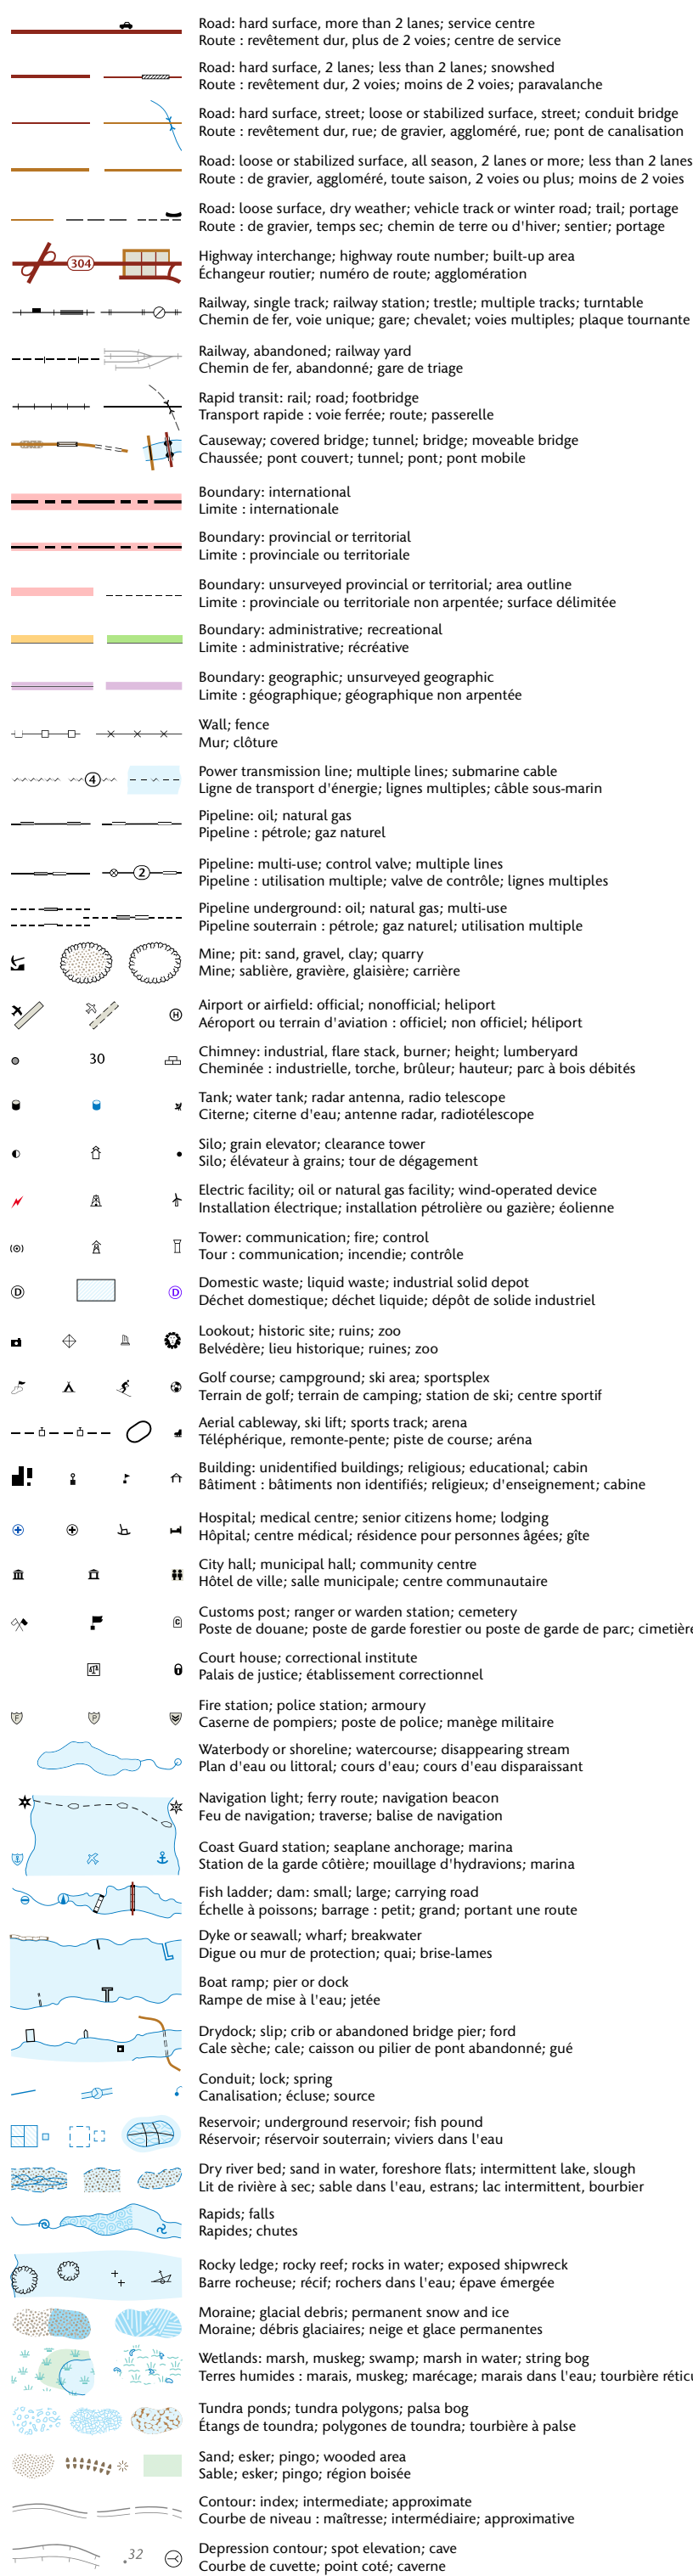 Road: hard surface, more than 2 lanes; service centre
Route : revêtement dur, plus de 2 voies; centre de service
Road: hard surface, 2 lanes; less than 2 lanes; snowshed
Route : revêtement dur, 2 voies; moins de 2 voies; paravalanche
Road: hard surface, street; loose or stabilized surface, street; conduit bridge
Route : revêtement dur, rue; de gravier, aggloméré, rue; pont de canalisation
Road: loose or stabilized surface, all season, 2 lanes or more; less than 2 lanes
Route : de gravier, aggloméré, toute saison, 2 voies ou plus; moins de 2 voies
Road: loose surface, dry weather; vehicle track or winter road; trail; portage
Route : de gravier, temps sec; chemin de terre ou d'hiver; sentier; portage
304
Highway interchange; highway route number; built-up area
Échangeur routier; numéro de route; agglomération
Railway, single track; railway station; trestle; multiple tracks; turntable
Chemin de fer, voie unique; gare; chevalet; voies multiples; plaque tournante
Railway, abandoned; railway yard
Chemin de fer, abandonné; gare de triage
Rapid transit: rail; road; footbridge
Transport rapide : voie ferrée; route; passerelle
Causeway; covered bridge; tunnel; bridge; moveable bridge
Chaussée; pont couvert; tunnel; pont; pont mobile
Boundary: international
Limite : internationale
Boundary: provincial or territorial
Limite : provinciale ou territoriale
Boundary: unsurveyed provincial or territorial; area outline
Limite : provinciale ou territoriale non arpentée; surface délimitée
Boundary: administrative; recreational
Limite : administrative; récréative
Boundary: geographic; unsurveyed geographic
Limite : géographique; géographique non arpentée
Wall; fence
Mur; clôture
4
Power transmission line; multiple lines; submarine cable
Ligne de transport d'énergie; lignes multiples; câble sous-marin
Pipeline: oil; natural gas
Pipeline : pétrole; gaz naturel
2
Pipeline: multi-use; control valve; multiple lines
Pipeline : utilisation multiple; valve de contrôle; lignes multiples
Pipeline underground: oil; natural gas; multi-use
Pipeline souterrain : pétrole; gaz naturel; utilisation multiple
Mine; pit: sand, gravel, clay; quarry
Mine; sablière, gravière, glaisière; carrière
H
Airport or airfield: official; nonofficial; heliport
Aéroport ou terrain d'aviation : officiel; non officiel; héliport
30
Chimney: industrial, flare stack, burner; height; lumberyard
Cheminée : industrielle, torche, brûleur; hauteur; parc à bois débités
Tank; water tank; radar antenna, radio telescope
Citerne; citerne d'eau; antenne radar, radiotélescope
Silo; grain elevator; clearance tower
Silo; élévateur à grains; tour de dégagement
Electric facility; oil or natural gas facility; wind-operated device
Installation électrique; installation pétrolière ou gazière; éolienne
Tower: communication; fire; control
Tour : communication; incendie; contrôle
D D
Domestic waste; liquid waste; industrial solid depot
Déchet domestique; déchet liquide; dépôt de solide industriel
Lookout; historic site; ruins; zoo
Belvédère; lieu historique; ruines; zoo
Golf course; campground; ski area; sportsplex
Terrain de golf; terrain de camping; station de ski; centre sportif
Aerial cableway, ski lift; sports track; arena
Téléphérique, remonte-pente; piste de course; aréna
Building: unidentified buildings; religious; educational; cabin
Bâtiment : bâtiments non identifiés; religieux; d'enseignement; cabine
Hospital; medical centre; senior citizens home; lodging
Hôpital; centre médical; résidence pour personnes âgées; gîte
City hall; municipal hall; community centre
Hôtel de ville; salle municipale; centre communautaire
C
Customs post; ranger or warden station; cemetery
Poste de douane; poste de garde forestier ou poste de garde de parc; cimetière
Court house; correctional institute
Palais de justice; établissement correctionnel
F P
Fire station; police station; armoury
Caserne de pompiers; poste de police; manège militaire
Waterbody or shoreline; watercourse; disappearing stream
Plan d'eau ou littoral; cours d'eau; cours d'eau disparaissant
Navigation light; ferry route; navigation beacon
Feu de navigation; traverse; balise de navigation
Coast Guard station; seaplane anchorage; marina
Station de la garde côtière; mouillage d'hydravions; marina
Fish ladder; dam: small; large; carrying road
Échelle à poissons; barrage : petit; grand; portant une route
Dyke or seawall; wharf; breakwater
Digue ou mur de protection; quai; brise-lames
Boat ramp; pier or dock
Rampe de mise à l'eau; jetée
Drydock; slip; crib or abandoned bridge pier; ford
Cale sèche; cale; caisson ou pilier de pont abandonné; gué
Conduit; lock; spring
Canalisation; écluse; source
Reservoir; underground reservoir; fish pound
Réservoir; réservoir souterrain; viviers dans l'eau
Dry river bed; sand in water, foreshore flats; intermittent lake, slough
Lit de rivière à sec; sable dans l'eau, estrans; lac intermittent, bourbier
Rapids; falls
Rapides; chutes
Rocky ledge; rocky reef; rocks in water; exposed shipwreck
Barre rocheuse; récif; rochers dans l'eau; épave émergée
Moraine; glacial debris; permanent snow and ice
Moraine; débris glaciaires; neige et glace permanentes
Wetlands: marsh, muskeg; swamp; marsh in water; string bog
Terres humides : marais, muskeg; marécage; marais dans l'eau; tourbière
Tundra ponds; tundra polygons; palsa bog
Étangs de toundra; polygones de toundra; tourbière à palse
Sand; esker; pingo; wooded area
Sable; esker; pingo; région boisée
Contour: index; intermediate; approximate
Courbe de niveau : maîtresse; intermédiaire; approximative
.32
Depression contour; spot elevation; cave
Courbe de cuvette; point coté; caverne